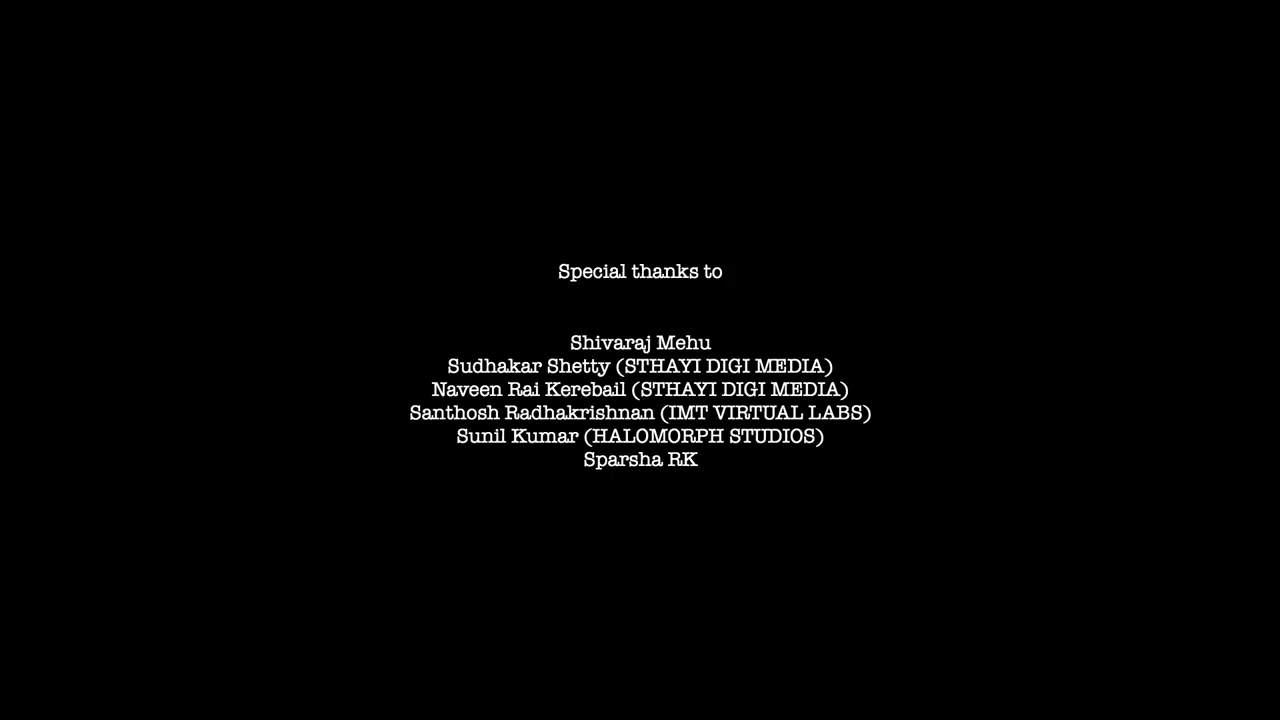 Special thanks to
Shivaraj Mehu
Sudhakar Shetty (STHAYI DIGI MEDIA)
Naveen Rai Kerebail (STHAYI DIGI MEDIA)
Santhosh Radhakrishnan (IMT VIRTUAL LABS)
Sunil Kumar (HALOMORPH STUDIOS)
Sparsha RK